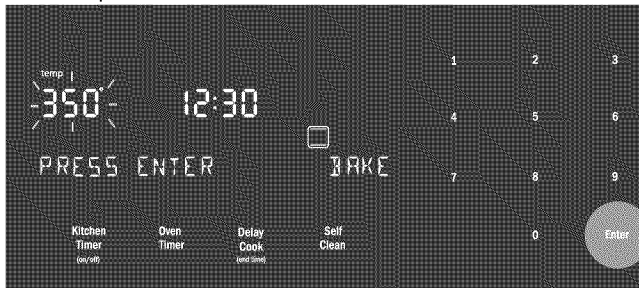 temp
350° 12:30
PRESS ENTER BAKE
1 2 3
4 5 6
7 8 9
0 Enter
Kitchen Timer (on/off)
Oven Timer
Delay Cook (end time)
Self Clean